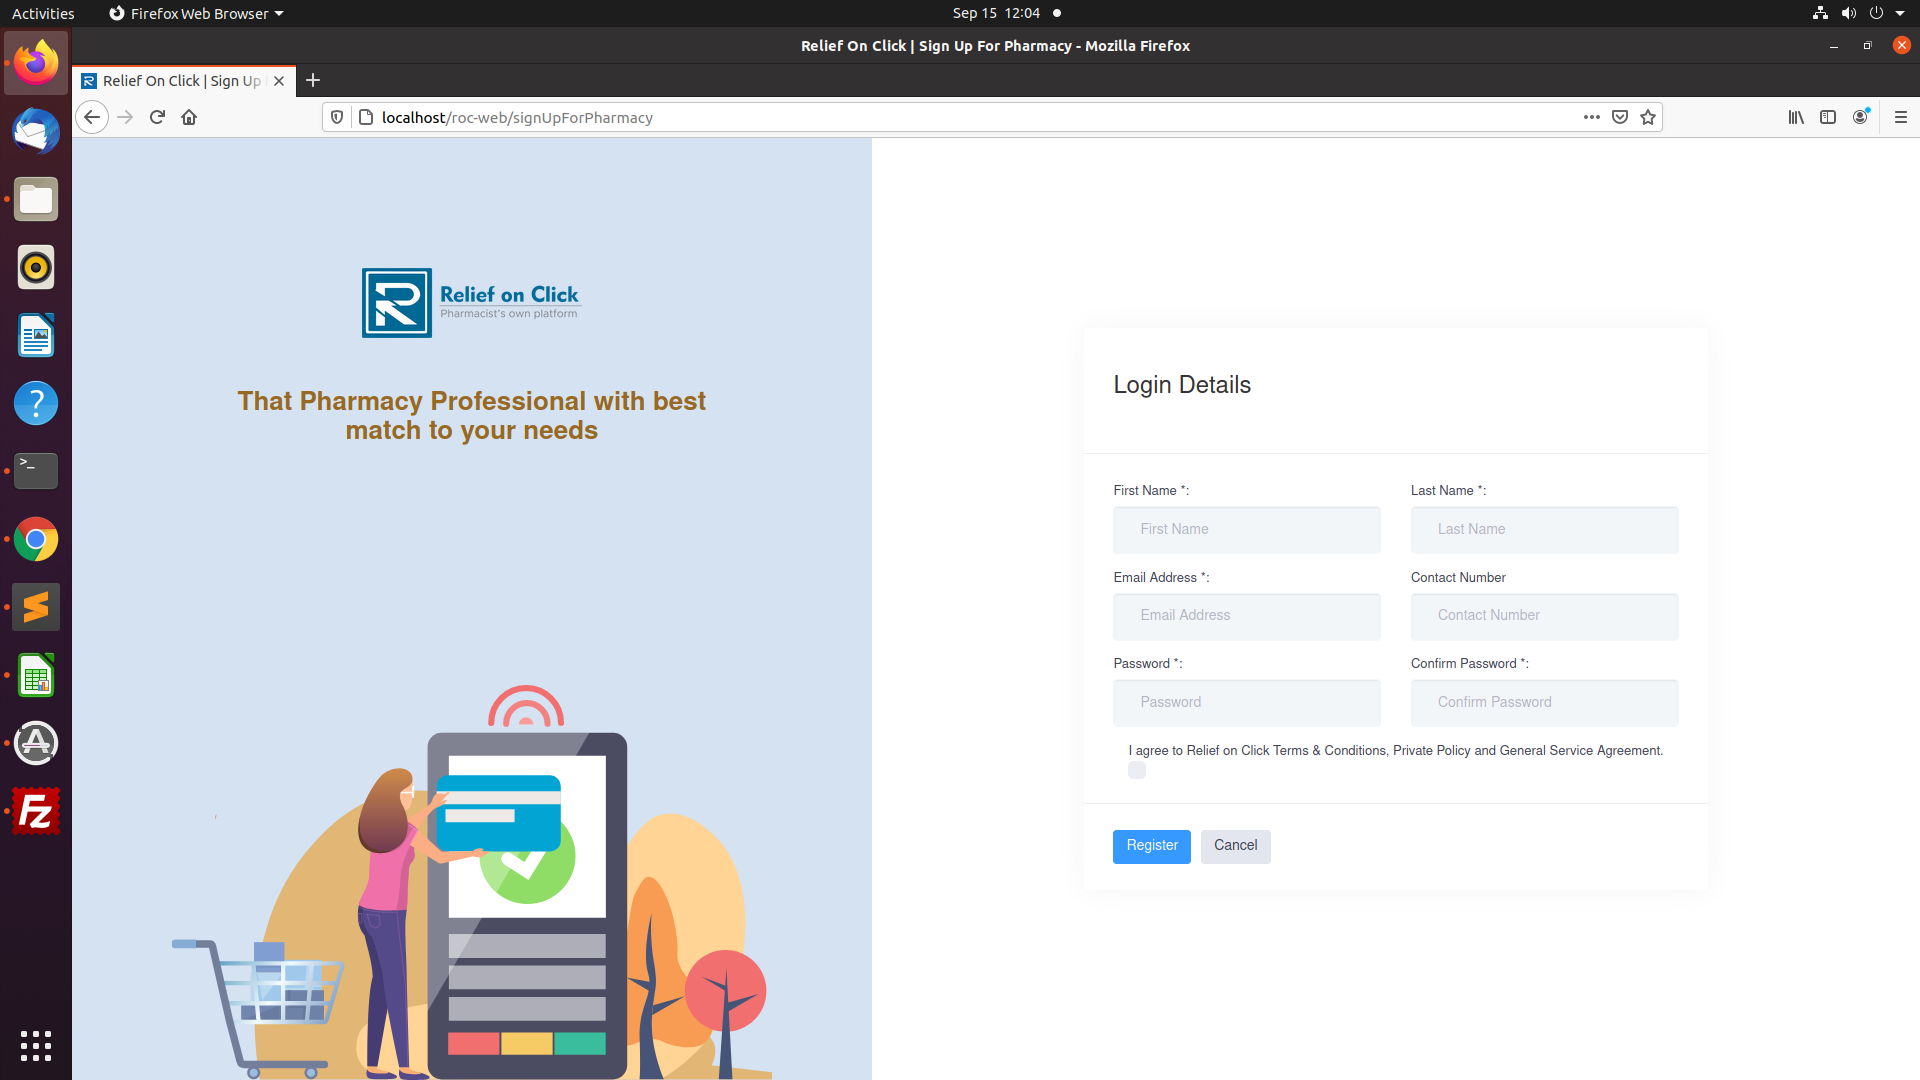 Activities
Firefox Web Browser
Sep 15 12:04
Relief On Click | Sign Up For Pharmacy - Mozilla Firefox
Relief On Click | Sign Up
localhost/roc-web/signUpForPharmacy
R
Relief on Click
Pharmacist's own platform
That Pharmacy Professional with best
match to your needs
Login Details
First Name *:
Last Name *:
First Name
Last Name
Email Address *:
Contact Number
Email Address
Contact Number
Password *:
Confirm Password *:
Password
Confirm Password
I agree to Relief on Click Terms & Conditions, Private Policy and General Service Agreement.
Register
Cancel
?
>_
A
Fz